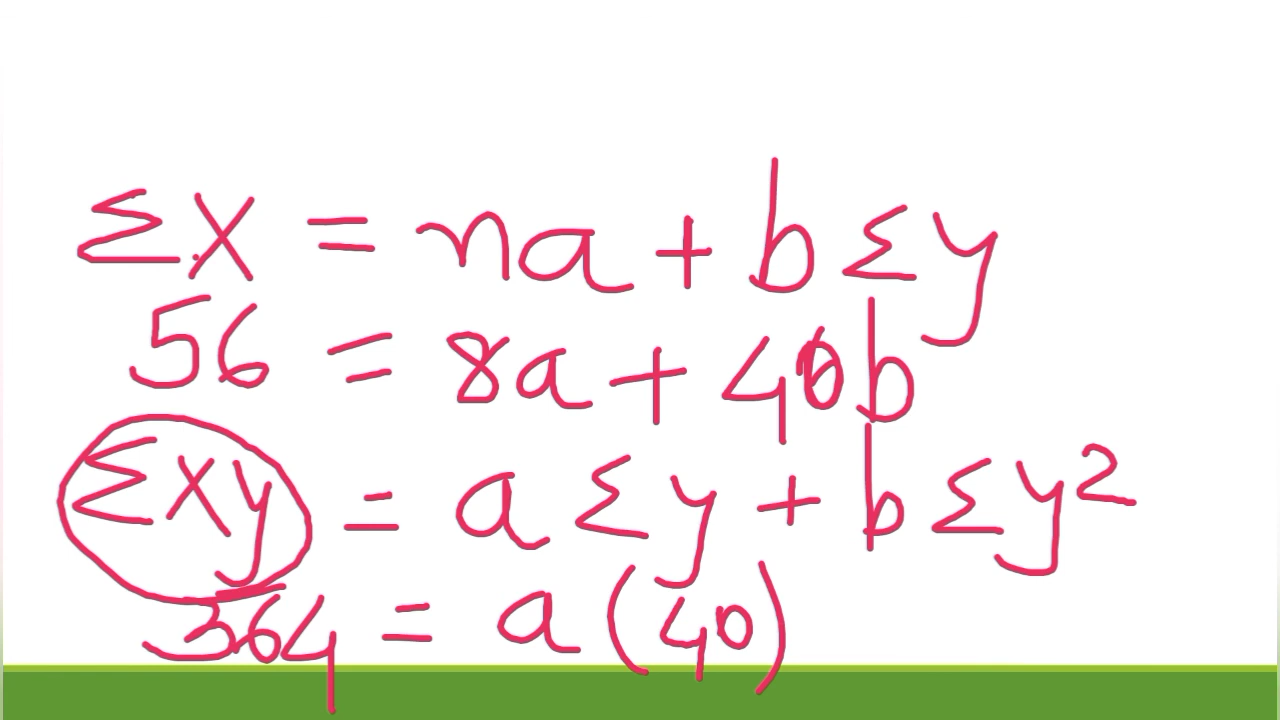 Σx = na + bΣy
56 = 8a + 40b
Σxy = aΣy + bΣy²
364 = a(40)